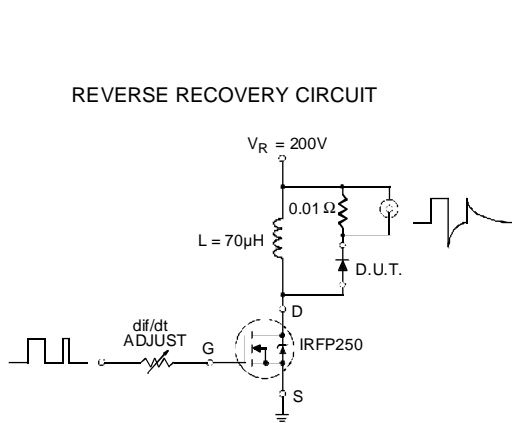 REVERSE RECOVERY CIRCUIT
VR = 200V
0.01 Ω
L = 70μH
D.U.T.
D
dif/dt
ADJUST
G
IRFP250
S